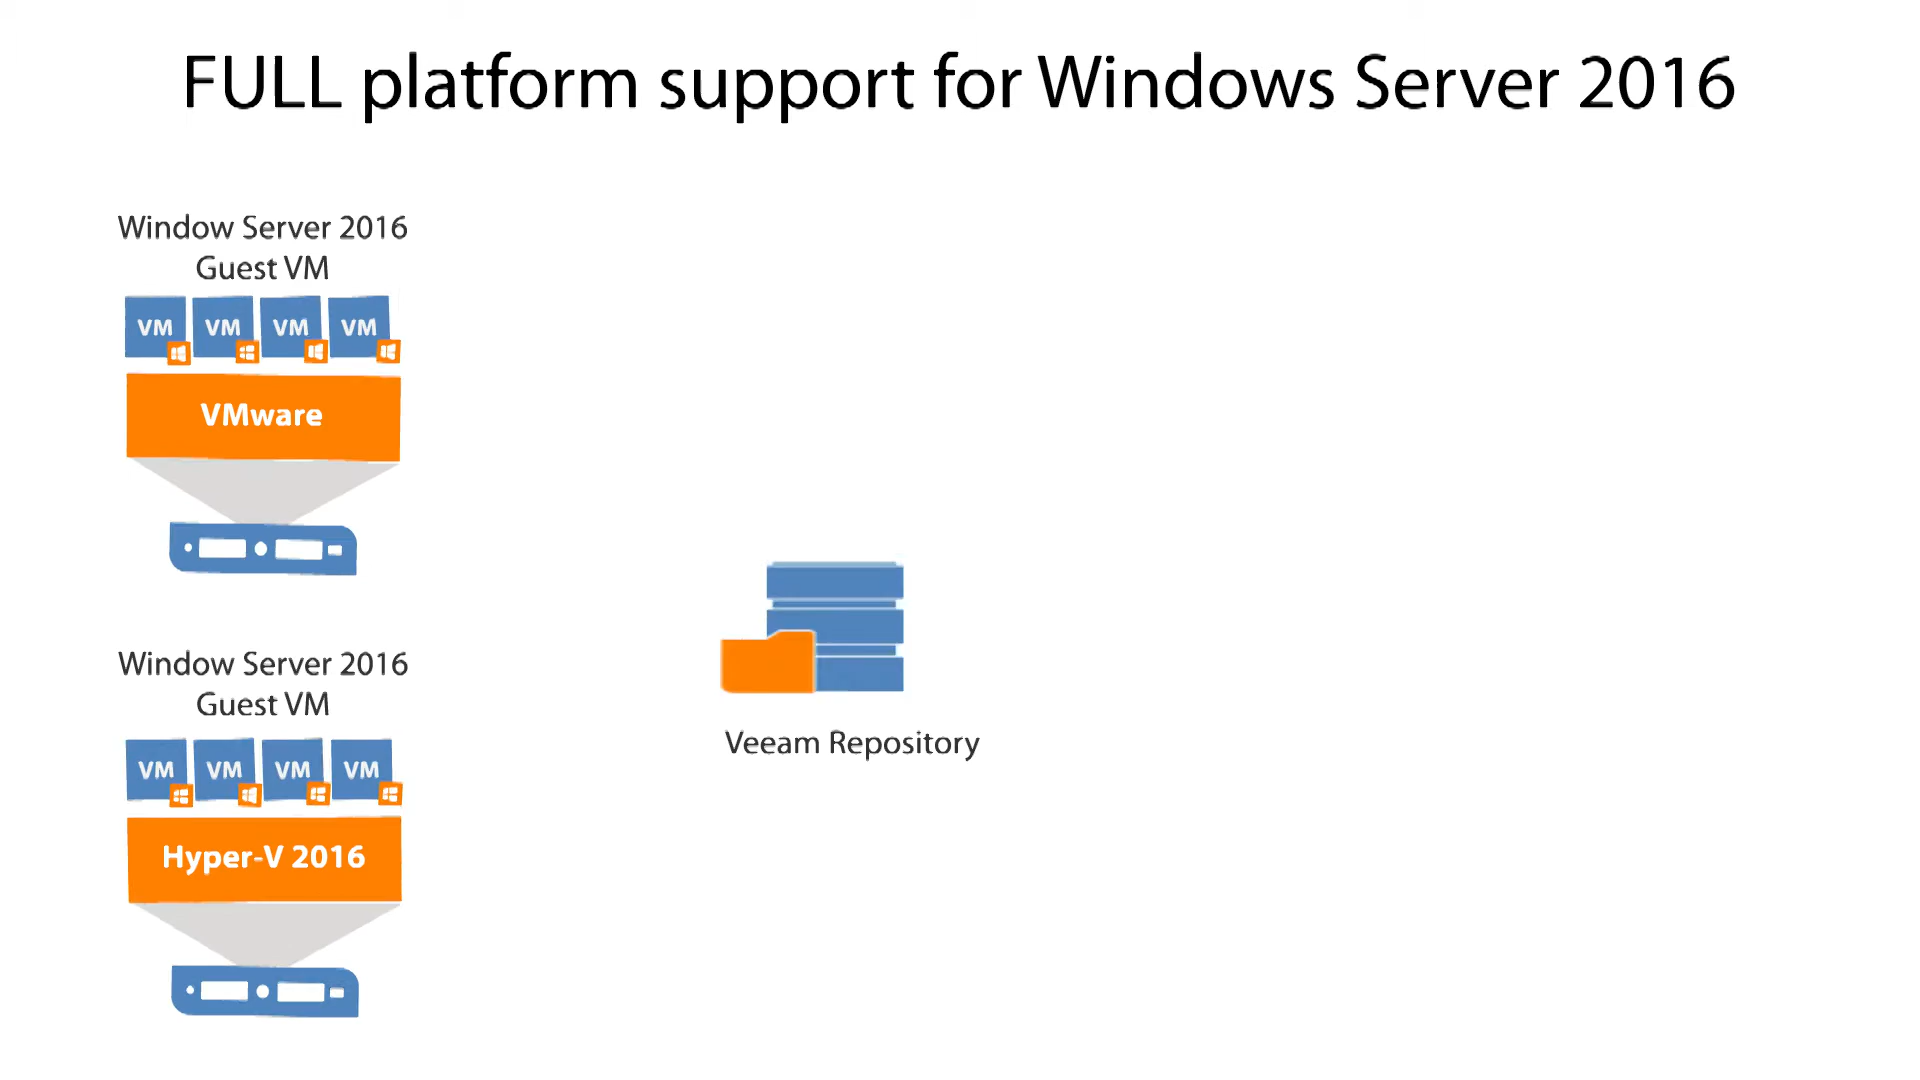 FULL platform support for Windows Server 2016
Window Server 2016
Guest VM
VM VM VM VM
VMware
Window Server 2016
Guest VM
VM VM VM VM
Hyper-V 2016
Veeam Repository